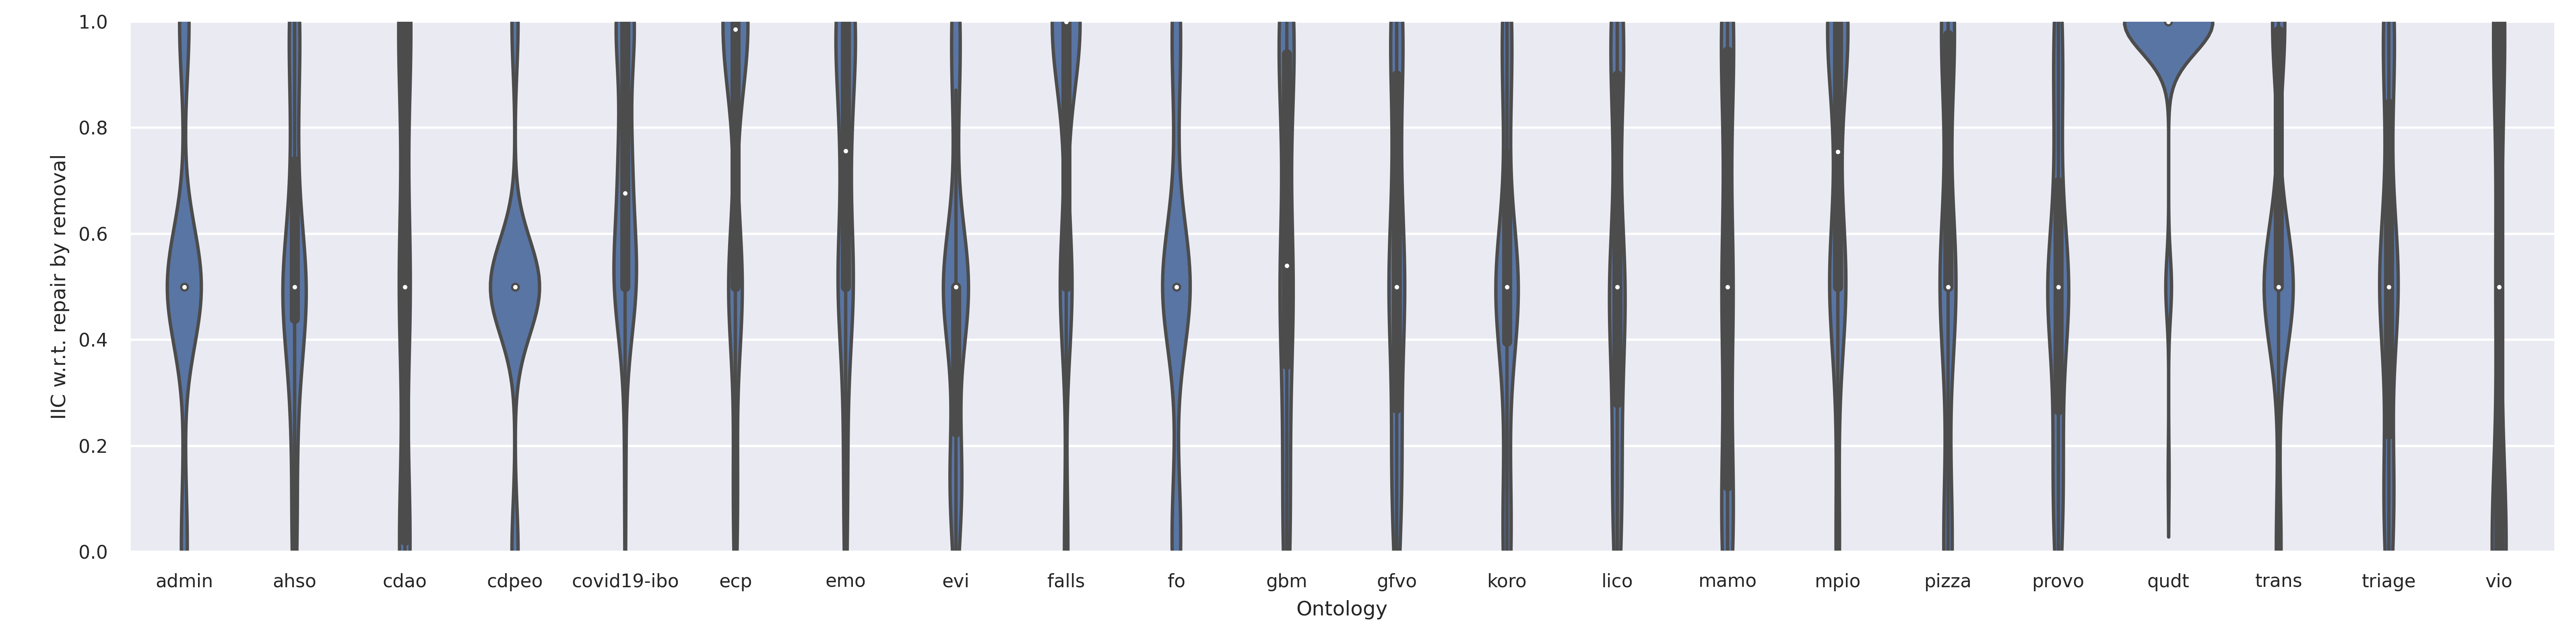 IIC w.r.t. repair by removal
1.0
0.8
0.6
0.4
0.2
0.0
admin ahso cdao cdpeo covid19-ibo ecp emo evi falls fo gbm gfvo koro lico mamo mpio pizza provo qudt trans triage vio
Ontology